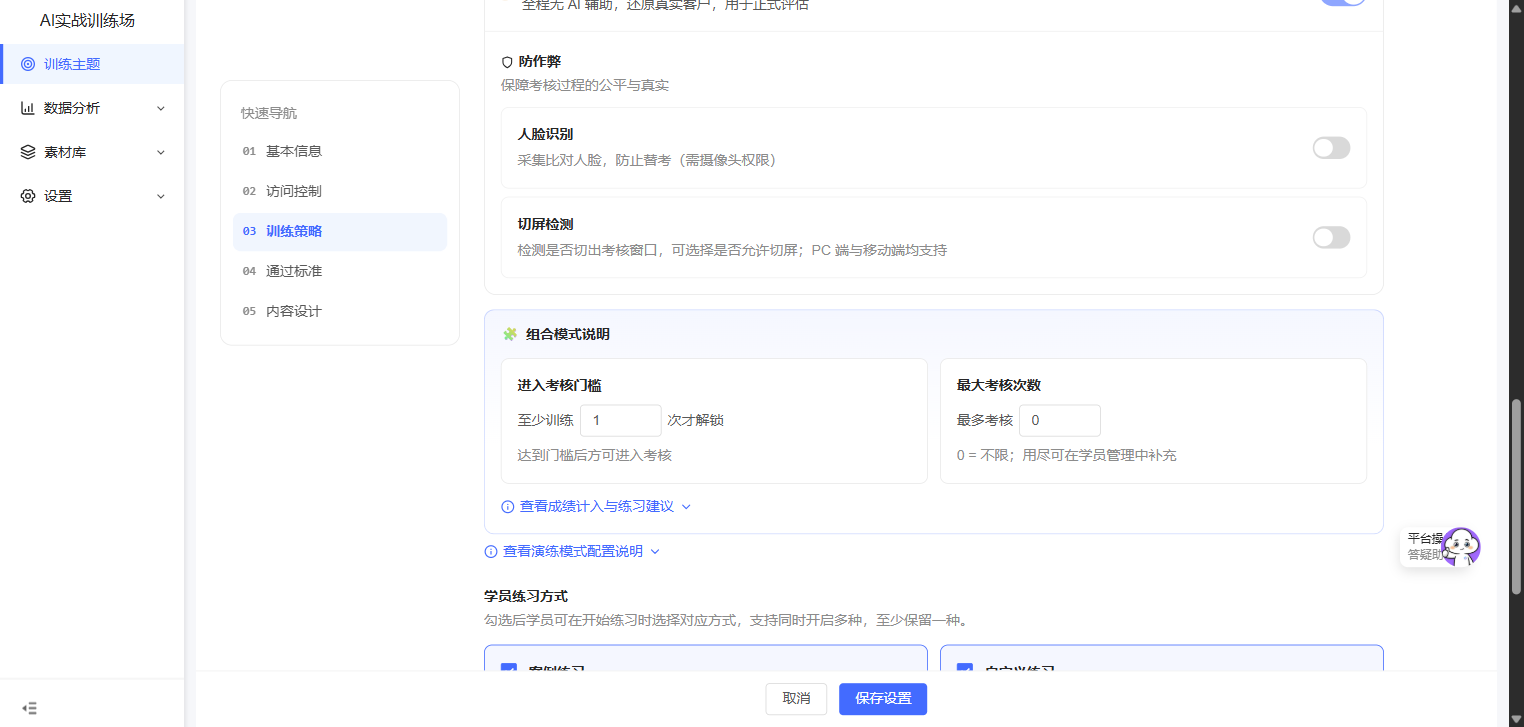 AI实战训练场
训练主题
数据分析
素材库
设置
快速导航
01 基本信息
02 访问控制
03 训练策略
04 通过标准
05 内容设计
全程无 AI 辅助，还原真实客户，用于正式评估
防作弊
保障考核过程的公平与真实
人脸识别
采集比对人脸，防止替考（需摄像头权限）
切屏检测
检测是否切出考核窗口，可选择是否允许切屏；PC 端与移动端均支持
组合模式说明
进入考核门槛
至少训练 1 次才解锁
达到门槛后方可进入考核
最大考核次数
最多考核 0
0 = 不限；用尽可在学员管理中补充
查看成绩计入与练习建议
查看演练模式配置说明
学员练习方式
勾选后学员可在开始练习时选择对应方式，支持同时开启多种，至少保留一种。
案例练习
自定义练习
取消
保存设置
平台操
答疑助